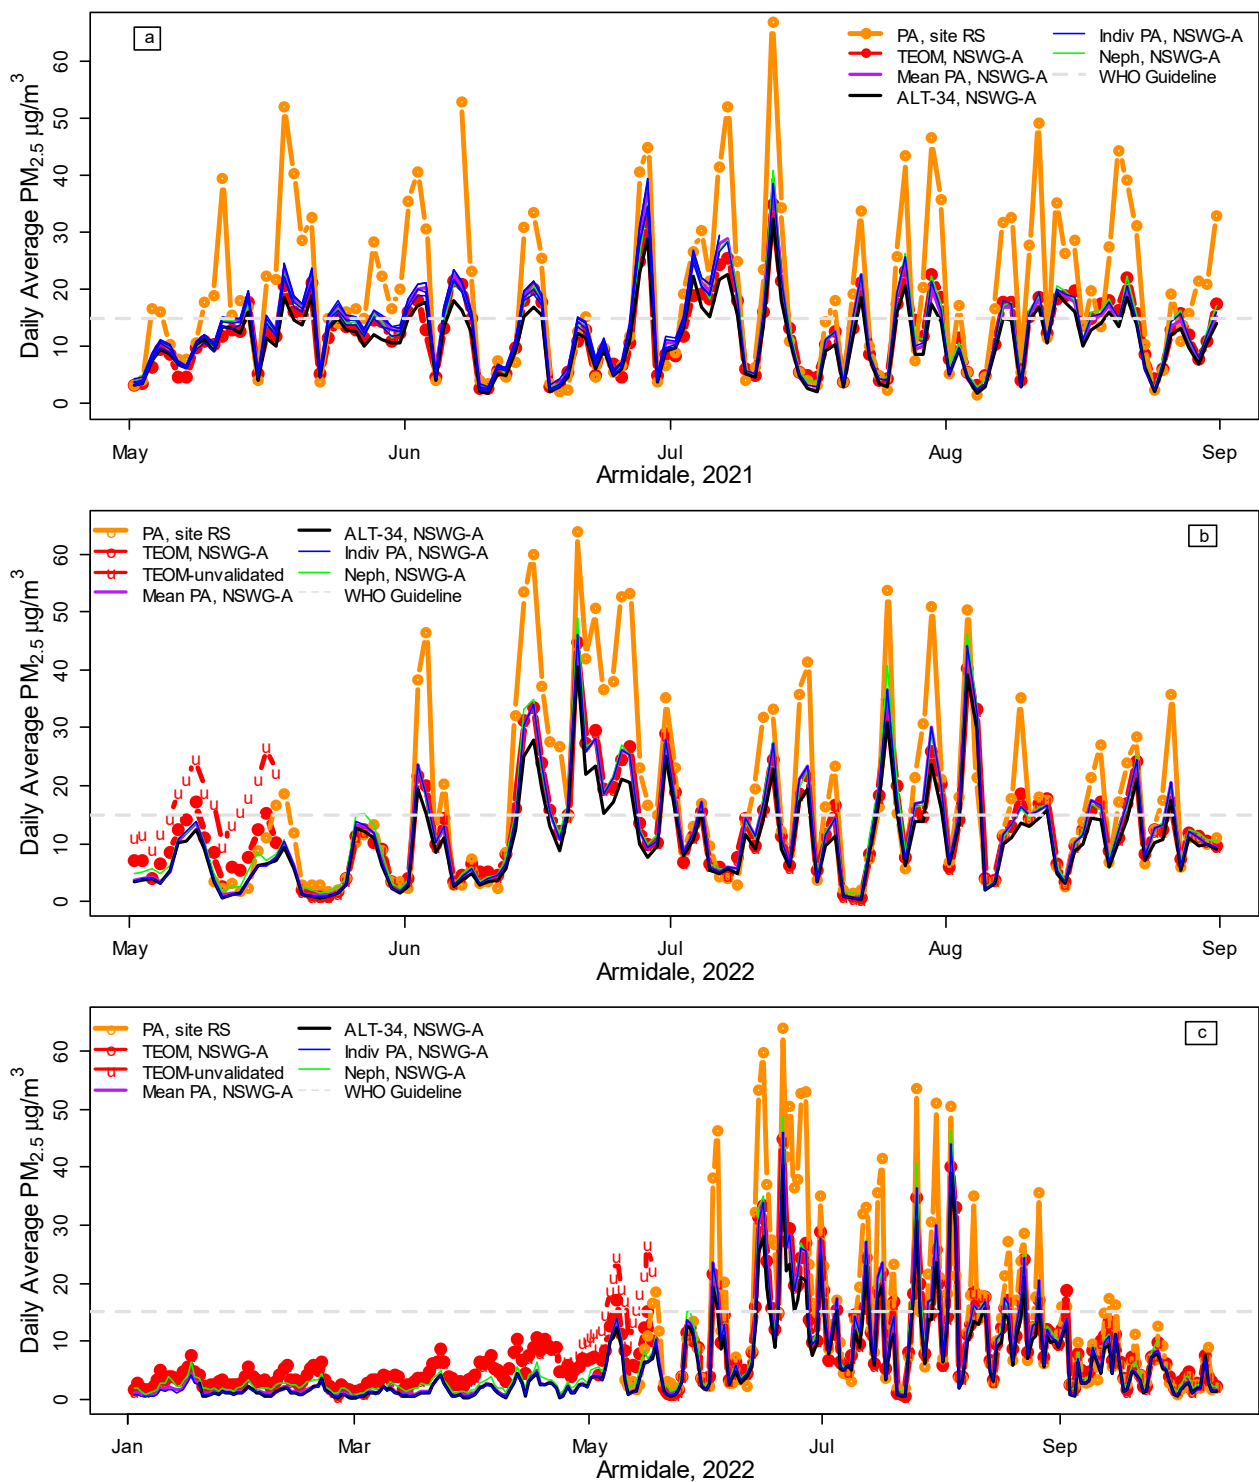 a
PA, site RS
TEOM, NSWG-A
Mean PA, NSWG-A
ALT-34, NSWG-A
Indiv PA, NSWG-A
Neph, NSWG-A
WHO Guideline
Daily Average PM2.5 µg/m3
0 10 20 30 40 50 60
May Jun Jul Aug Sep
Armidale, 2021
b
PA, site RS
TEOM, NSWG-A
TEOM-unvalidated
Mean PA, NSWG-A
ALT-34, NSWG-A
Indiv PA, NSWG-A
Neph, NSWG-A
WHO Guideline
Daily Average PM2.5 µg/m3
0 10 20 30 40 50 60
May Jun Jul Aug Sep
Armidale, 2022
c
PA, site RS
TEOM, NSWG-A
TEOM-unvalidated
Mean PA, NSWG-A
ALT-34, NSWG-A
Indiv PA, NSWG-A
Neph, NSWG-A
WHO Guideline
Daily Average PM2.5 µg/m3
0 10 20 30 40 50 60
Jan Mar May Jul Sep
Armidale, 2022